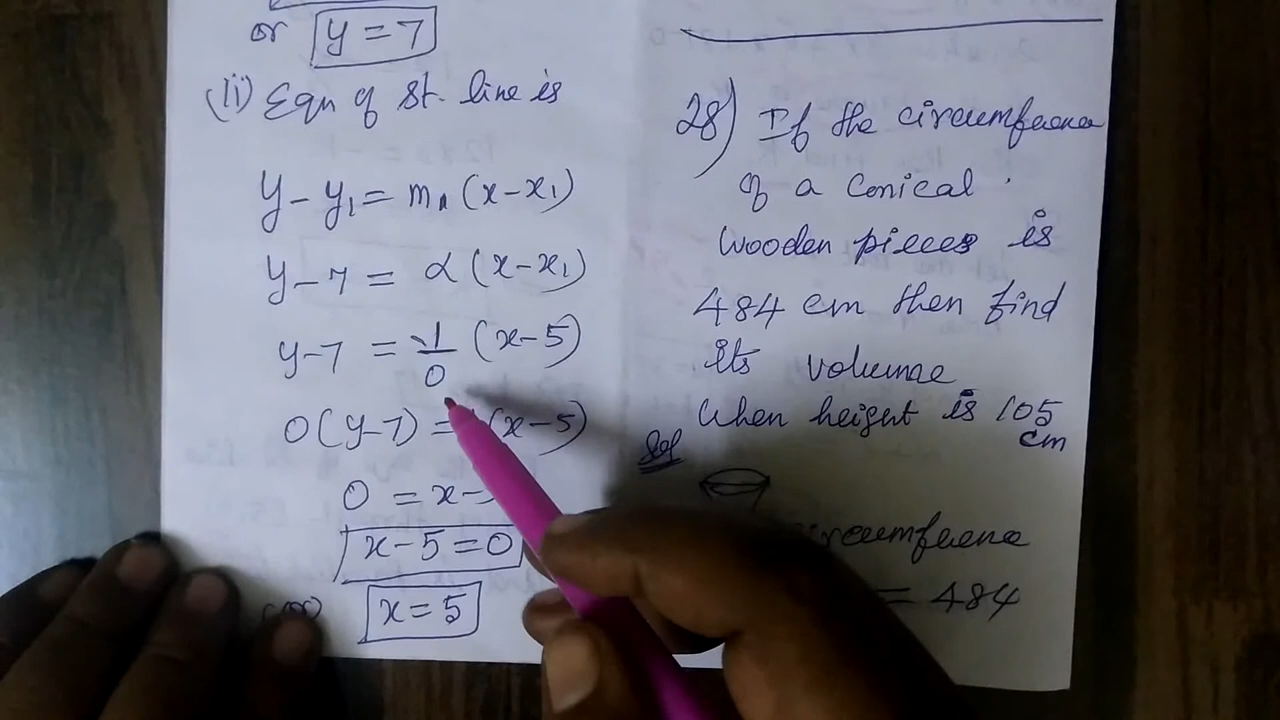 or y = 7
(ii) Eqn of St. line is
y - y₁ = m (x - x₁)
y - 7 = α (x - x₁)
y - 7 = 1/0 (x - 5)
0 (y - 7) = (x - 5)
0 = x -
x - 5 = 0
(or) x = 5
28) If the circumference
of a Conical
wooden pieces is
484 cm then find
its volume
when height is 105
cm
Sol
circumference
= 484